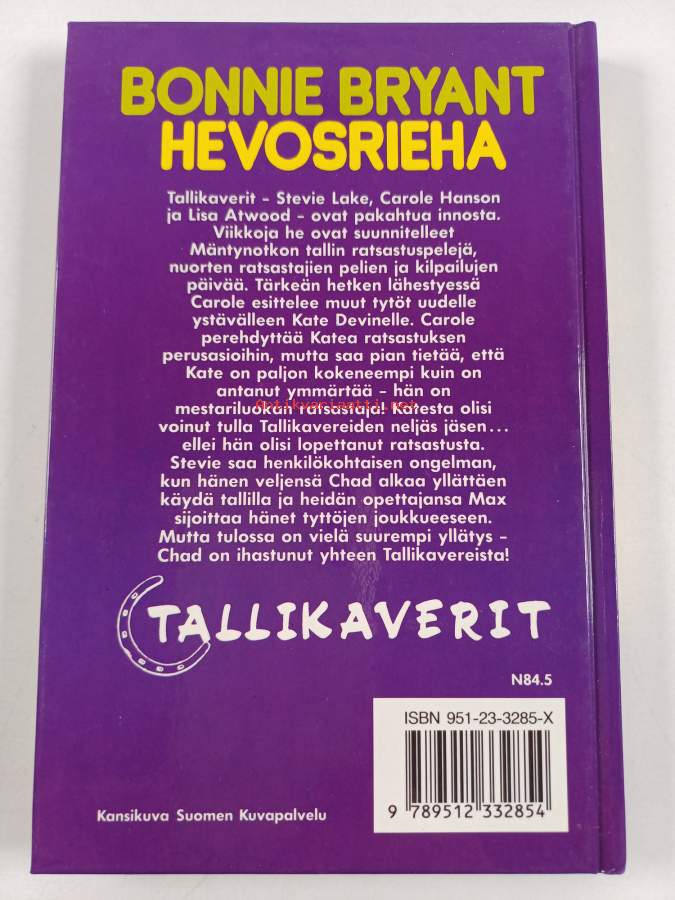 BONNIE BRYANT
HEVOSRIEHA
Tallikaverit – Stevie Lake, Carole Hanson
ja Lisa Atwood – ovat pakahtua innosta.
Viikkoja he ovat suunnitelleet
Mäntynotkon tallin ratsastuspelejä,
nuorten ratsastajien pelien ja kilpailujen
päivää. Tärkeän hetken lähestyessä
Carole esittelee muut tytöt uudelle
ystävälleen Kate Devinelle. Carole
perehdyttää Katea ratsastuksen
perusasioihin, mutta saa pian tietää, että
Kate on paljon kokeneempi kuin on
antanut ymmärtää – hän on
mestariluokan ratsastaja! Katesta olisi
Antikvariaatti.net
voinut tulla Tallikavereiden neljäs jäsen...
ellei hän olisi lopettanut ratsastusta.
Stevie saa henkilökohtaisen ongelman,
kun hänen veljensä Chad alkaa yllättäen
käydä tallilla ja heidän opettajansa Max
sijoittaa hänet tyttöjen joukkueeseen.
Mutta tulossa on vielä suurempi yllätys –
Chad on ihastunut yhteen Tallikavereista!
TALLIKAVERIT
N84.5
ISBN 951-23-3285-X
9 789512 332854
Kansikuva Suomen Kuvapalvelu